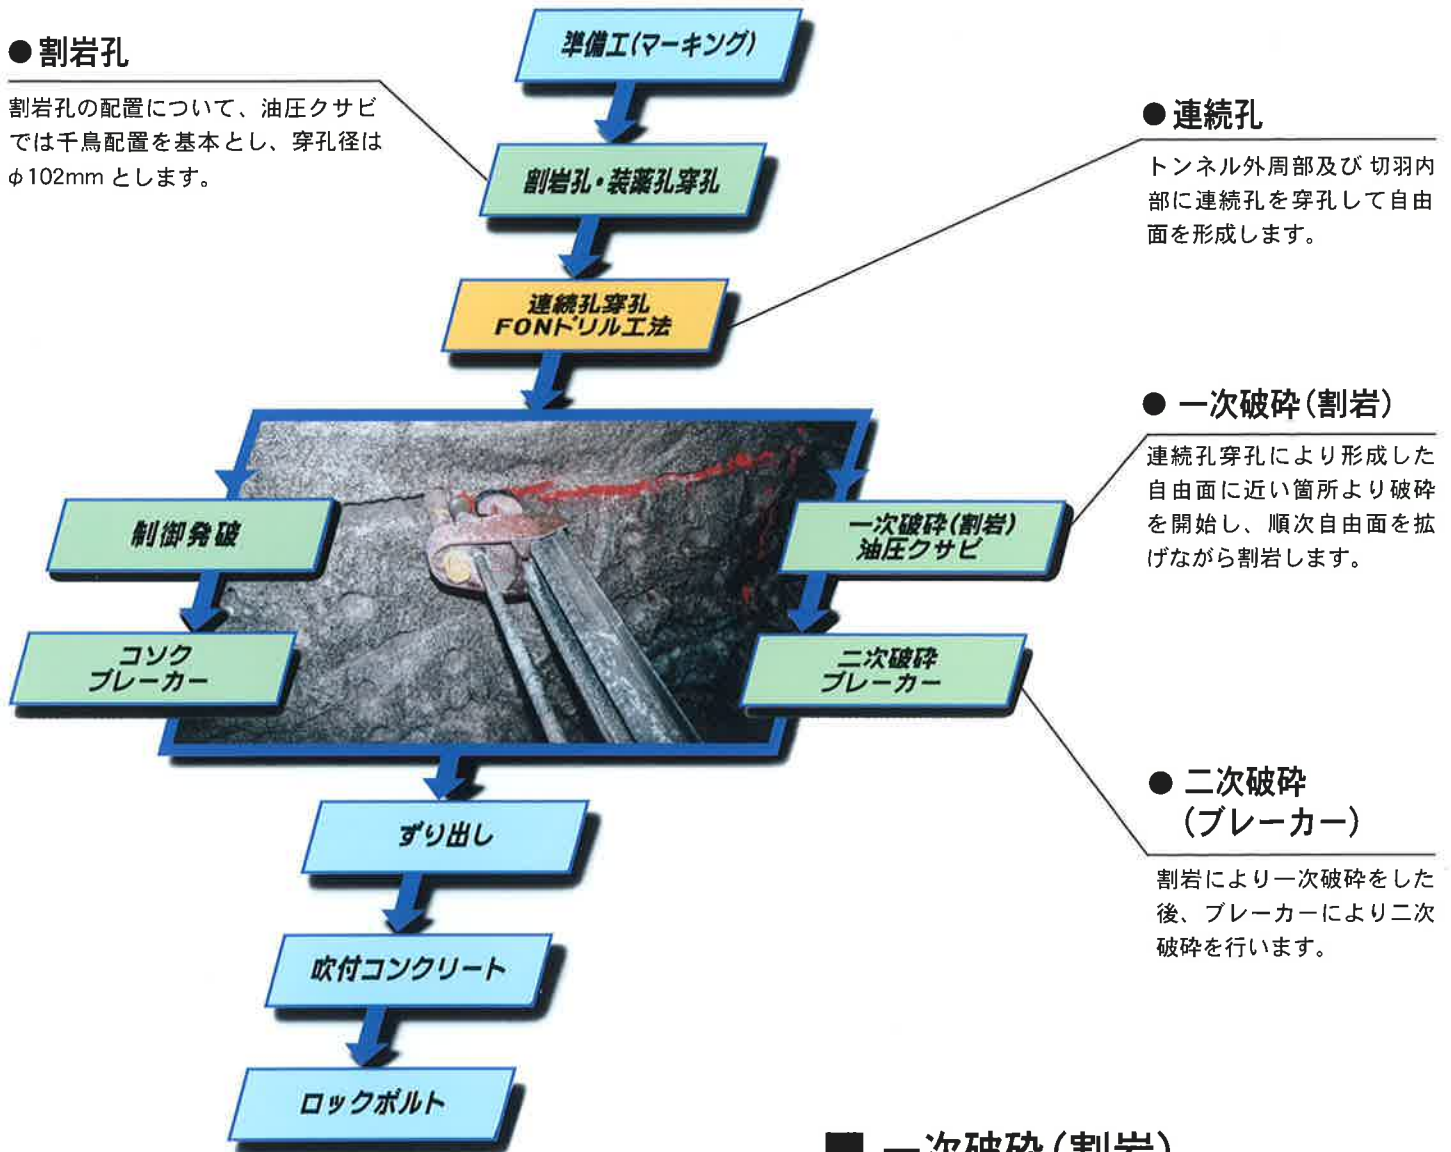 準備工(マーキング)
● 割岩孔
割岩孔の配置について、油圧クサビ
では千鳥配置を基本とし、穿孔径は
φ102mm とします。
割岩孔・装薬孔穿孔
● 連続孔
トンネル外周部及び 切羽内
部に連続孔を穿孔して自由
面を形成します。
連続孔穿孔
FONドリル工法
● 一次破砕(割岩)
連続孔穿孔により形成した
自由面に近い箇所より破砕
を開始し、順次自由面を拡
げながら割岩します。
制御発破
一次破砕(割岩)
油圧クサビ
コソク
ブレーカー
二次破砕
ブレーカー
● 二次破砕
(ブレーカー)
割岩により一次破砕をした
後、ブレーカーにより二次
破砕を行います。
ずり出し
吹付コンクリート
ロックボルト
■ 一次破砕(割岩)